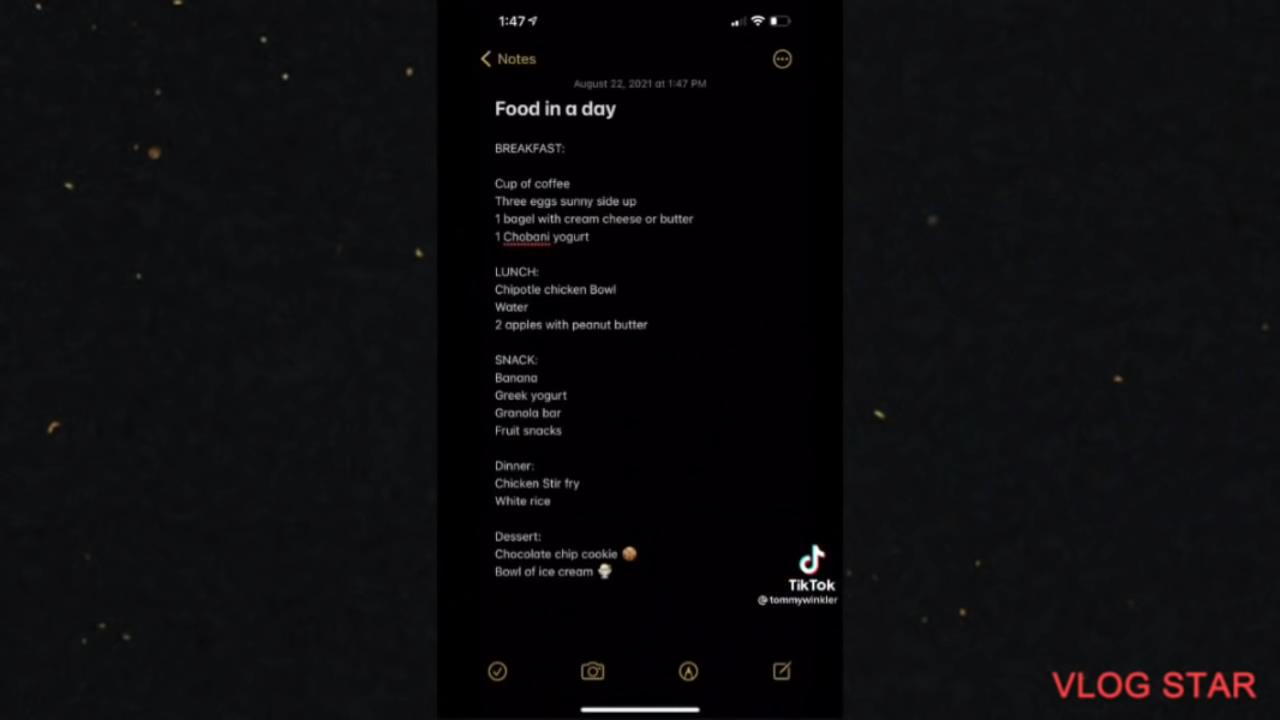 1:47
Notes
August 22, 2021 at 1:47 PM
Food in a day
BREAKFAST:
Cup of coffee
Three eggs sunny side up
1 bagel with cream cheese or butter
1 Chobani yogurt
LUNCH:
Chipotle chicken Bowl
Water
2 apples with peanut butter
SNACK:
Banana
Greek yogurt
Granola bar
Fruit snacks
Dinner:
Chicken Stir fry
White rice
Dessert:
Chocolate chip cookie 🍪
Bowl of ice cream 🍨
TikTok
@tommywinkler
VLOG STAR